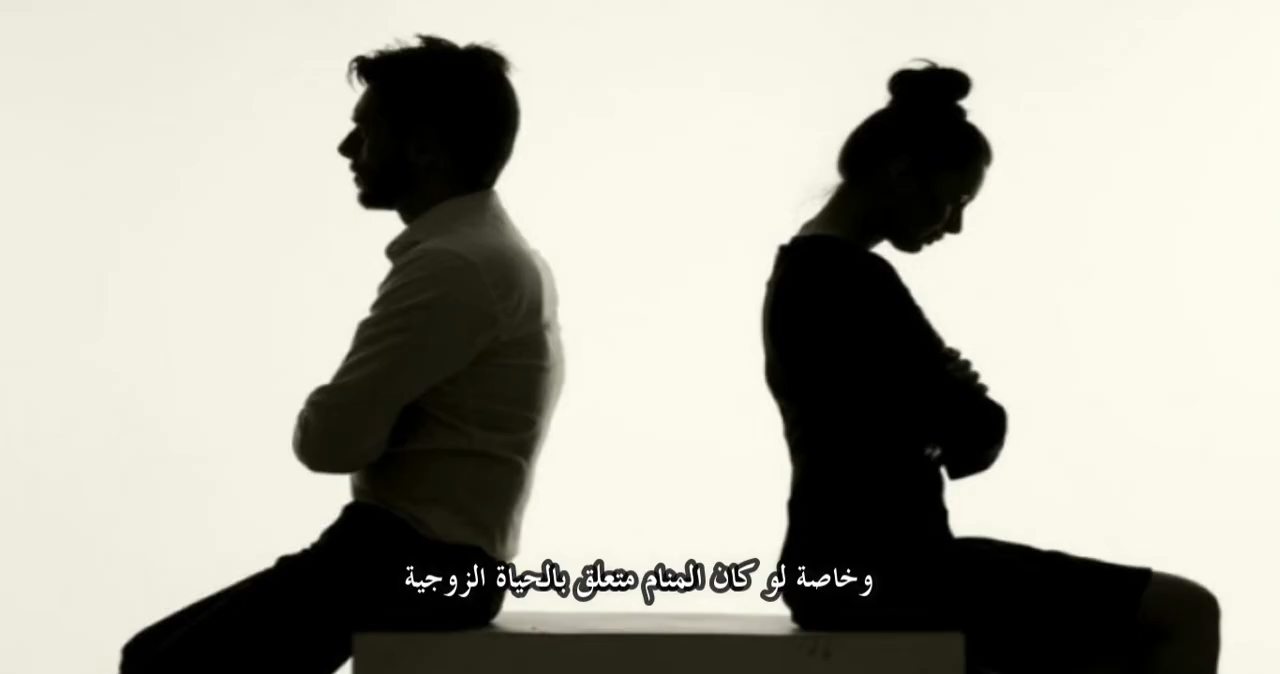 وخاصة لو كان المنام متعلق بالحياة الزوجية